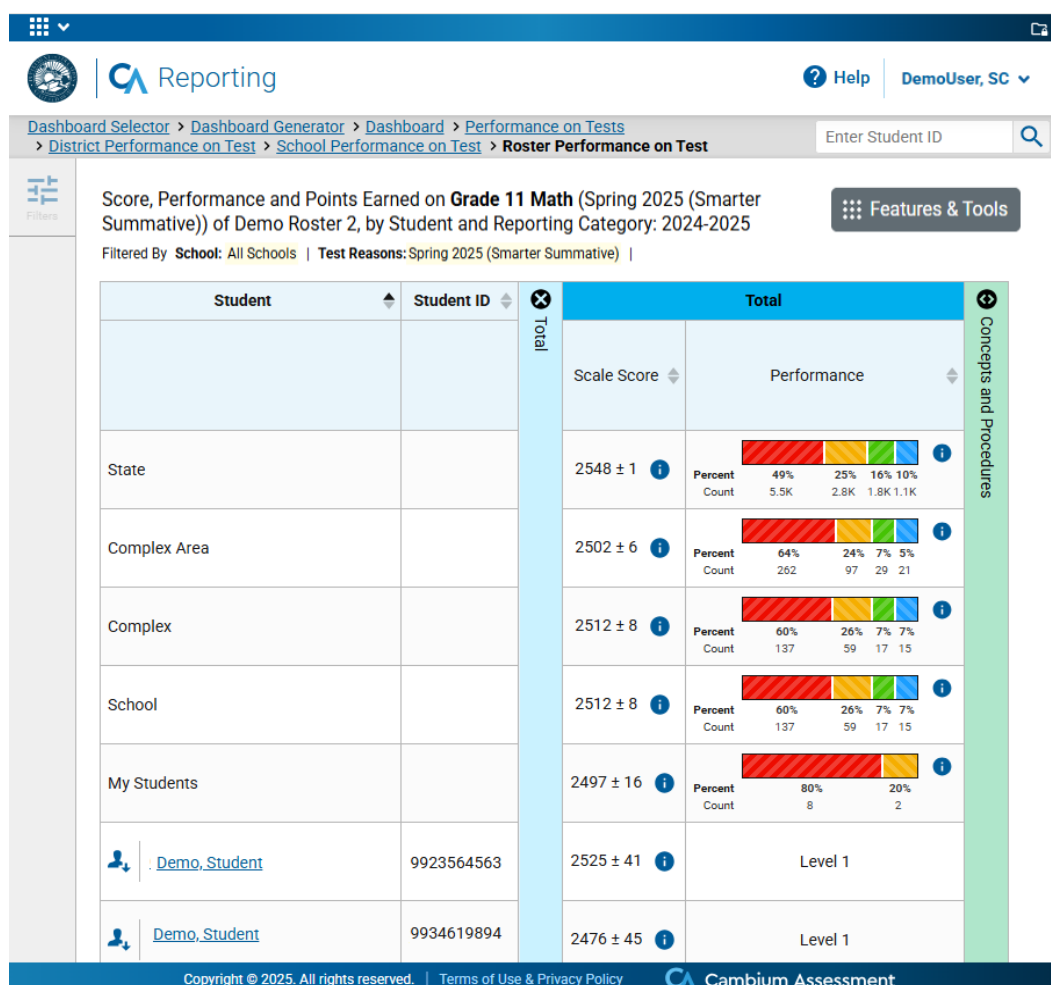 CA Reporting
Help
DemoUser, SC
Dashboard Selector > Dashboard Generator > Dashboard > Performance on Tests
> District Performance on Test > School Performance on Test > Roster Performance on Test
Enter Student ID
Filters
Score, Performance and Points Earned on Grade 11 Math (Spring 2025 (Smarter
Summative)) of Demo Roster 2, by Student and Reporting Category: 2024-2025
Features & Tools
Filtered By School: All Schools | Test Reasons: Spring 2025 (Smarter Summative) |
Student
Student ID
Total
Total
Concepts and Procedures
Scale Score
Performance
State
2548 ± 1
Percent 49% 25% 16% 10%
Count 5.5K 2.8K 1.8K 1.1K
Complex Area
2502 ± 6
Percent 64% 24% 7% 5%
Count 262 97 29 21
Complex
2512 ± 8
Percent 60% 26% 7% 7%
Count 137 59 17 15
School
2512 ± 8
Percent 60% 26% 7% 7%
Count 137 59 17 15
My Students
2497 ± 16
Percent 80% 20%
Count 8 2
Demo, Student 9923564563 2525 ± 41 Level 1
Demo, Student 9934619894 2476 ± 45 Level 1
Copyright © 2025. All rights reserved. | Terms of Use & Privacy Policy CA Cambium Assessment